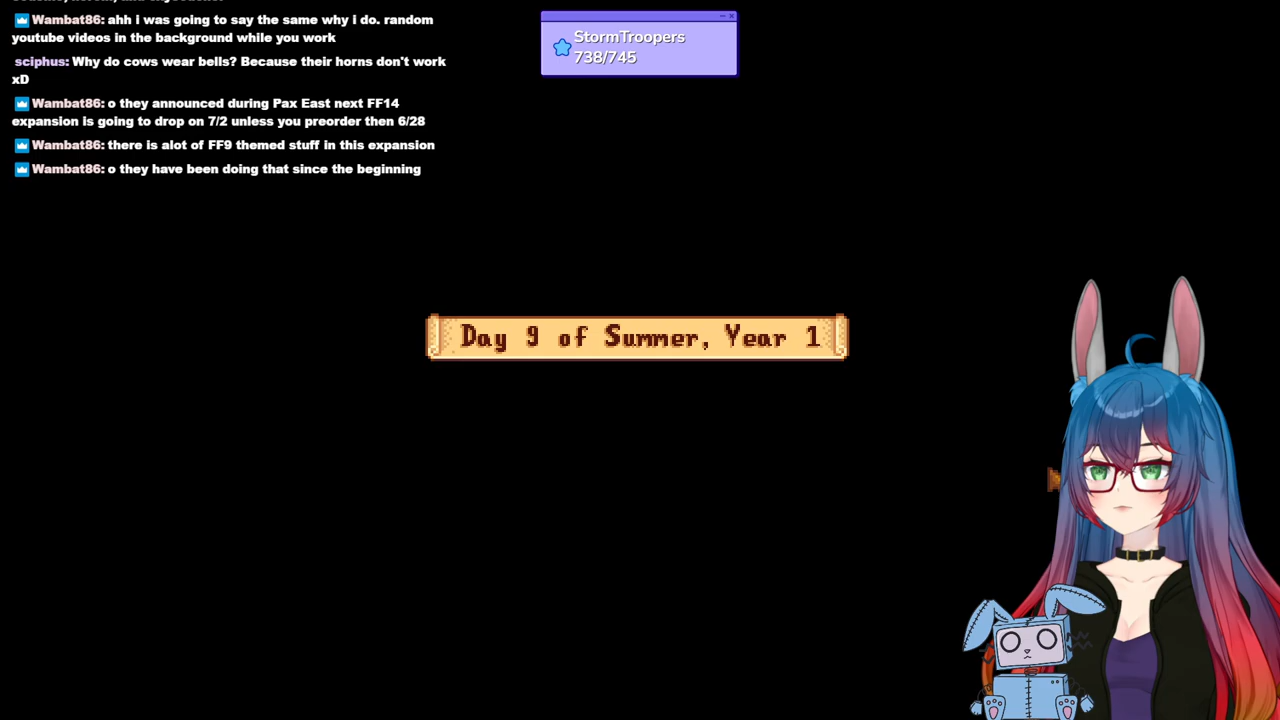 Wambat86: ahh i was going to say the same why i do. random
youtube videos in the background while you work
sciphus: Why do cows wear bells? Because their horns don't work
xD
Wambat86: o they announced during Pax East next FF14
expansion is going to drop on 7/2 unless you preorder then 6/28
Wambat86: there is alot of FF9 themed stuff in this expansion
Wambat86: o they have been doing that since the beginning
StormTroopers
738/745
Day 9 of Summer, Year 1